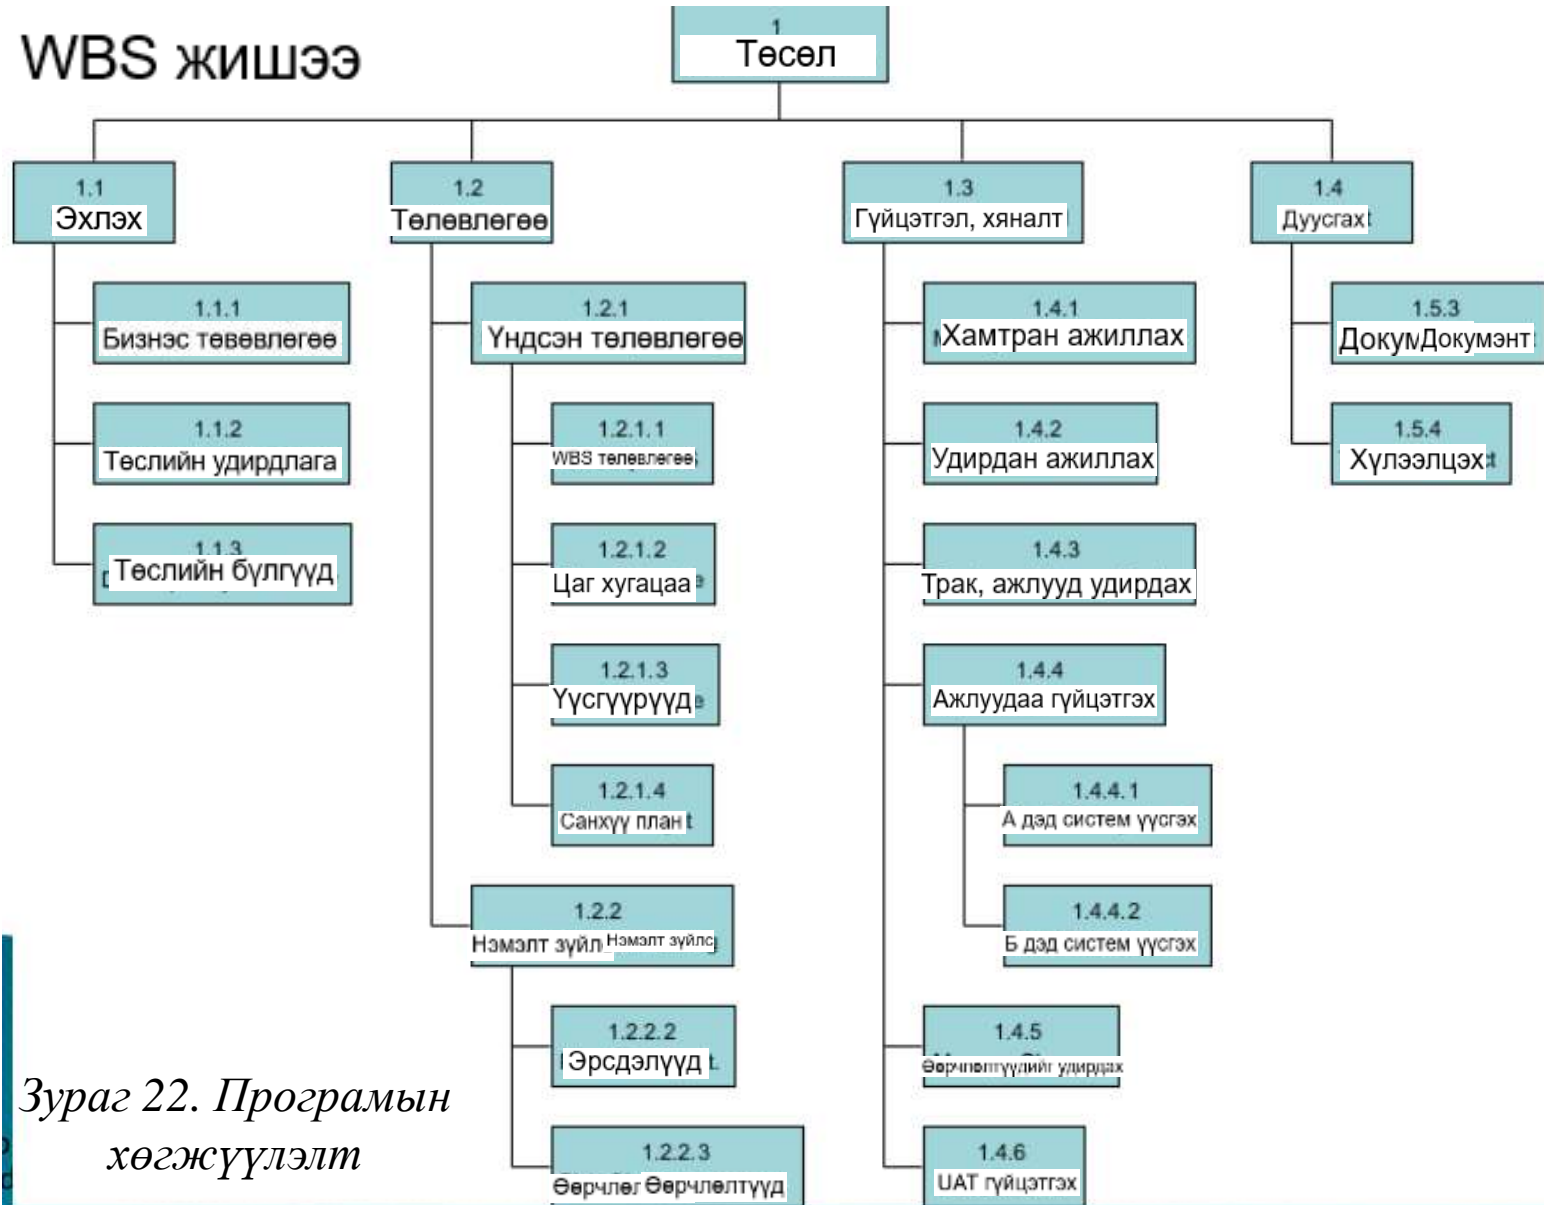 WBS жишээ
1
Төсөл
1.1
Эхлэх
1.2
Төлөвлөгөө
1.3
Гүйцэтгэл, хяналт
1.4
Дуусгах
1.1.1
Бизнэс төвөвлөгөө
1.1.2
Төслийн удирдлага
1.1.3
Төслийн бүлгүүд
1.2.1
Үндсэн төлөвлөгөө
1.2.1.1
WBS төлөвлөгөө
1.2.1.2
Цаг хугацаа
1.2.1.3
Үүсгүүрүүд
1.2.1.4
Санхүү план
1.2.2
Нэмэлт зүйл Нэмэлт зүйлс
1.2.2.2
Эрсдэлүүд
1.2.2.3
Өөрчлөл Өөрчлөлтүүд
1.4.1
Хамтран ажиллах
1.4.2
Удирдан ажиллах
1.4.3
Трак, ажлууд удирдах
1.4.4
Ажлуудаа гүйцэтгэх
1.4.4.1
А дэд систем үүсгэх
1.4.4.2
Б дэд систем үүсгэх
1.4.5
Өөрчлөлтүүдийг удирдах
1.4.6
UAT гүйцэтгэх
1.5.3
Докум Докумэнт
1.5.4
Хүлээлцэх
Зураг 22. Програмын
хөгжүүлэлт